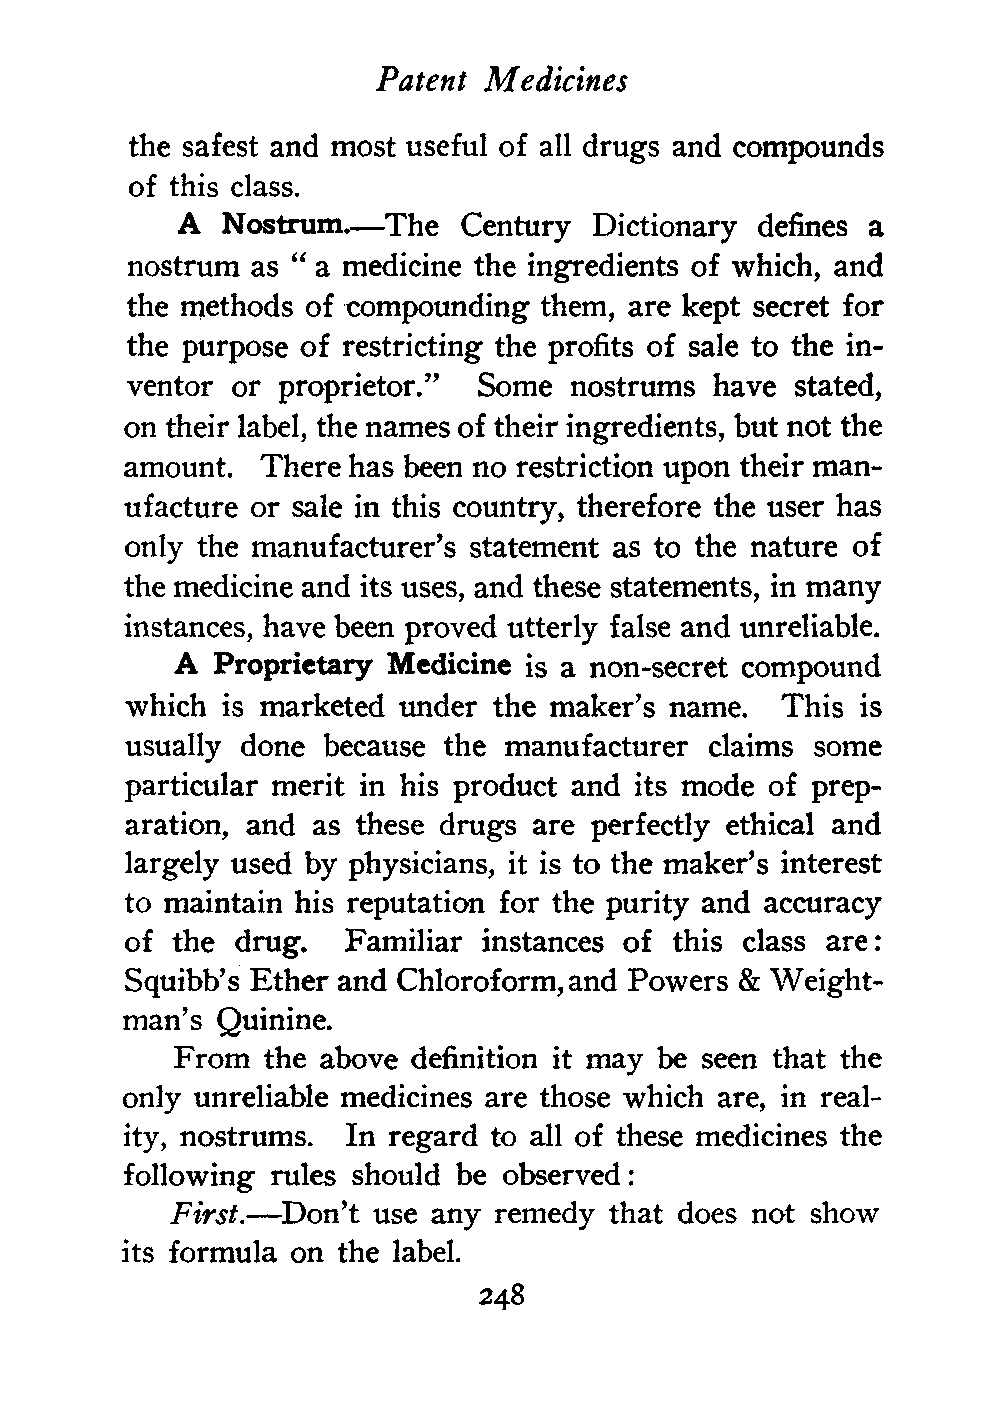 Patent Medicines
the safest and most useful of all drugs and compounds
of this class.
A Nostrum.—The Century Dictionary defines a
nostrum as “ a medicine the ingredients of which, and
the methods of compounding them, are kept secret for
the purpose of restricting the profits of sale to the in-
ventor or proprietor.” Some nostrums have stated,
on their label, the names of their ingredients, but not the
amount. There has been no restriction upon their man-
ufacture or sale in this country, therefore the user has
only the manufacturer’s statement as to the nature of
the medicine and its uses, and these statements, in many
instances, have been proved utterly false and unreliable.
A Proprietary Medicine is a non-secret compound
which is marketed under the maker’s name. This is
usually done because the manufacturer claims some
particular merit in his product and its mode of prep-
aration, and as these drugs are perfectly ethical and
largely used by physicians, it is to the maker’s interest
to maintain his reputation for the purity and accuracy
of the drug. Familiar instances of this class are:
Squibb’s Ether and Chloroform, and Powers & Weight-
man’s Quinine.
From the above definition it may be seen that the
only unreliable medicines are those which are, in real-
ity, nostrums. In regard to all of these medicines the
following rules should be observed:
First.—Don’t use any remedy that does not show
its formula on the label.
248